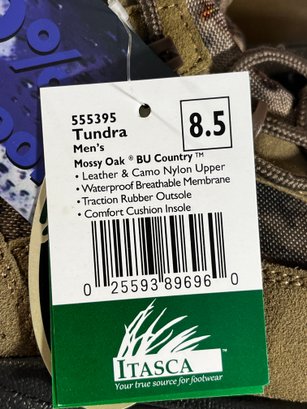 555395
Tundra
Men's
8.5
Mossy Oak ® BU Country ™
• Leather & Camo Nylon Upper
• Waterproof Breathable Membrane
• Traction Rubber Outsole
• Comfort Cushion Insole
0 25593 89696 0
ITASCA™
Your true source for footwear